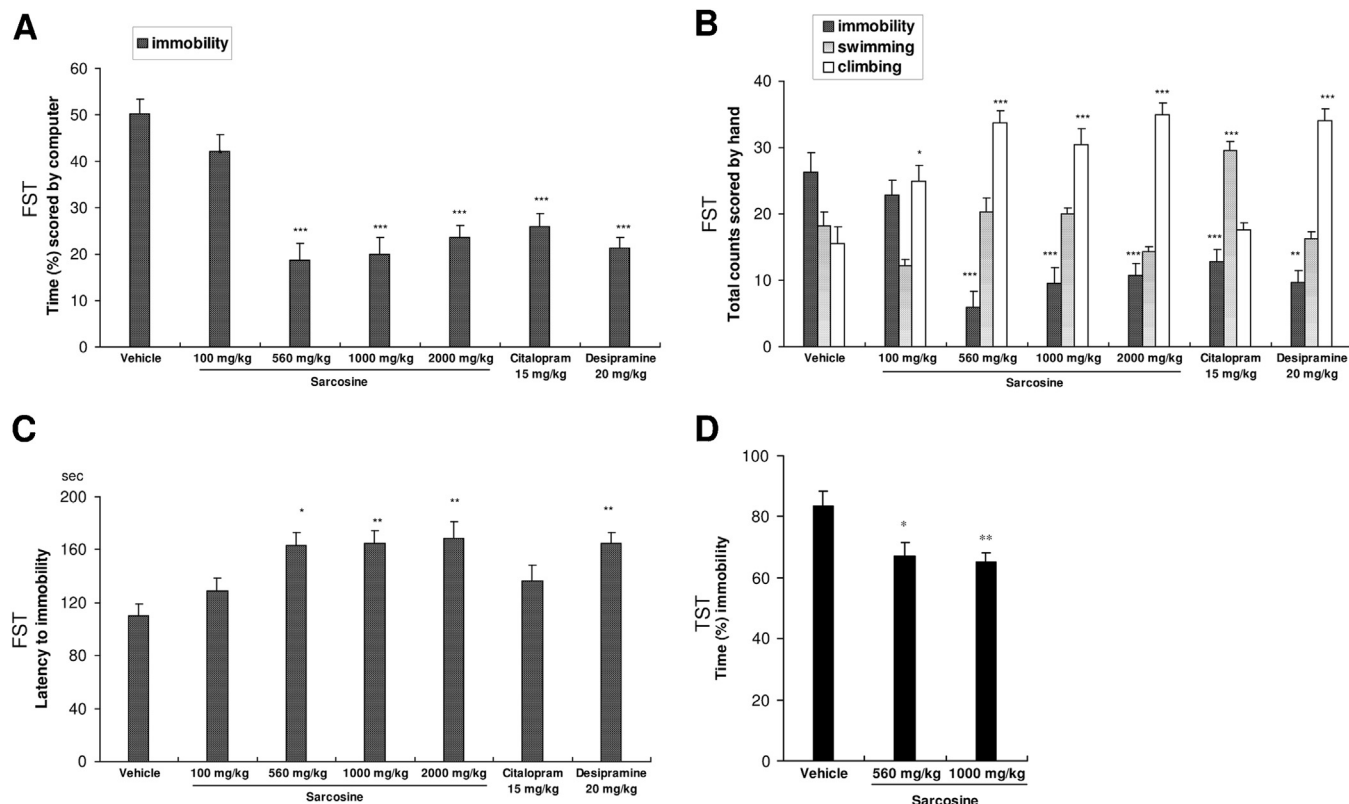 A
immobility
FST
Time (%) scored by computer
60
50
40
30
20
10
0
***
***
***
***
***
Vehicle
100 mg/kg
560 mg/kg
1000 mg/kg
2000 mg/kg
Citalopram
15 mg/kg
Desipramine
20 mg/kg
Sarcosine
B
immobility
swimming
climbing
FST
Total counts scored by hand
40
30
20
10
0
*
***
***
***
***
***
***
***
***
**
***
Vehicle
100 mg/kg
560 mg/kg
1000 mg/kg
2000 mg/kg
Citalopram
15 mg/kg
Desipramine
20 mg/kg
Sarcosine
C
sec
FST
Latency to immobility
200
160
120
80
40
0
*
**
**
**
Vehicle
100 mg/kg
560 mg/kg
1000 mg/kg
2000 mg/kg
Citalopram
15 mg/kg
Desipramine
20 mg/kg
Sarcosine
D
TST
Time (%) immobility
100
80
60
40
20
0
*
**
Vehicle
560 mg/kg
1000 mg/kg
Sarcosine